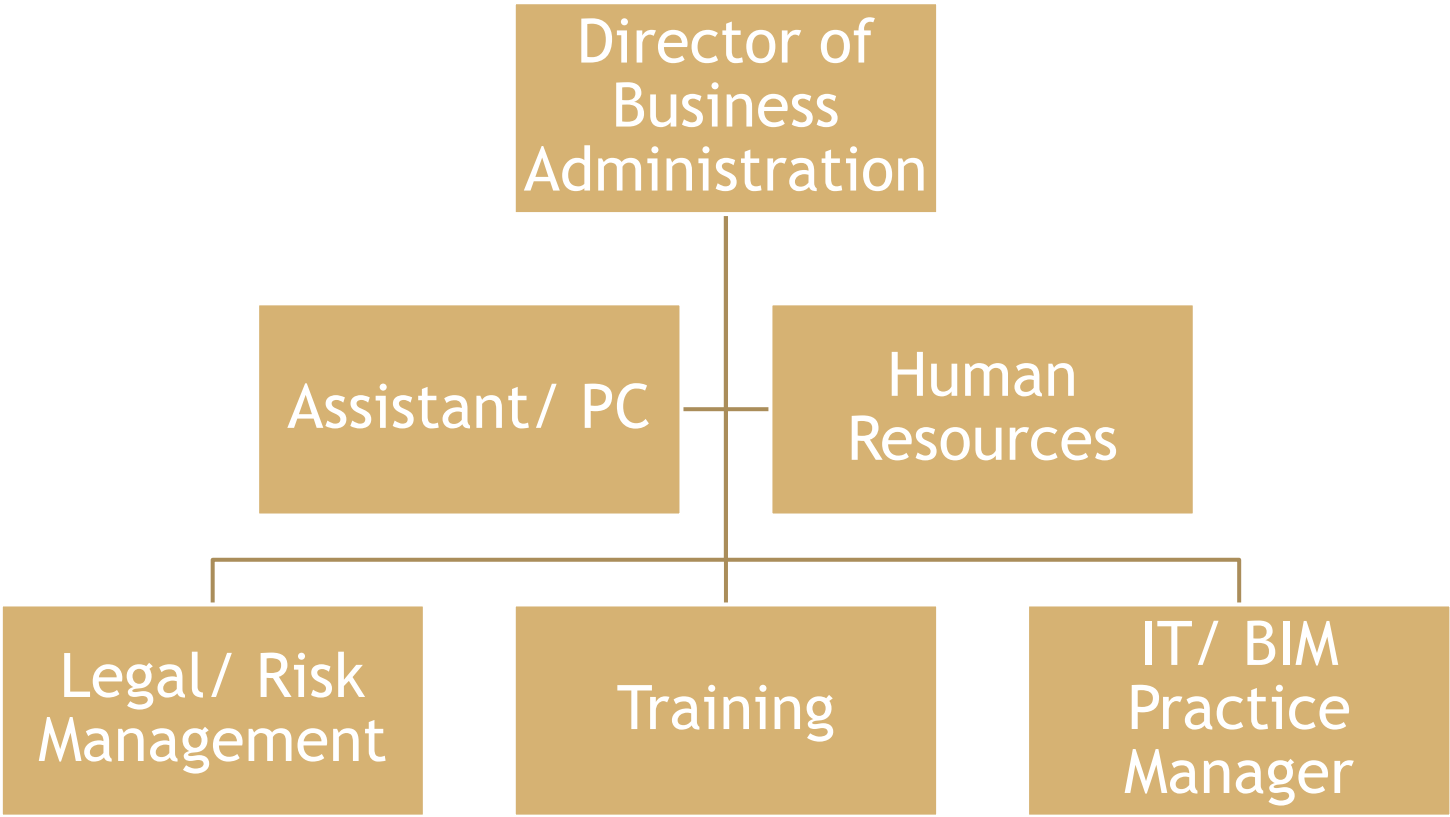 Director of
Business
Administration
Assistant/ PC
Human
Resources
Legal/ Risk
Management
Training
IT/ BIM
Practice
Manager